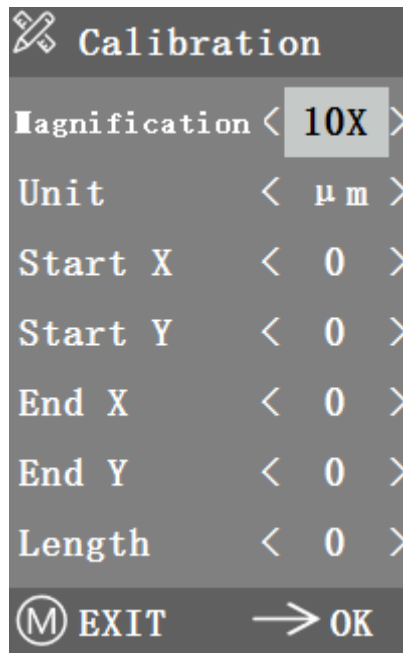 Calibration
Magnification < 10X >
Unit < μm >
Start X < 0 >
Start Y < 0 >
End X < 0 >
End Y < 0 >
Length < 0 >
M EXIT → OK